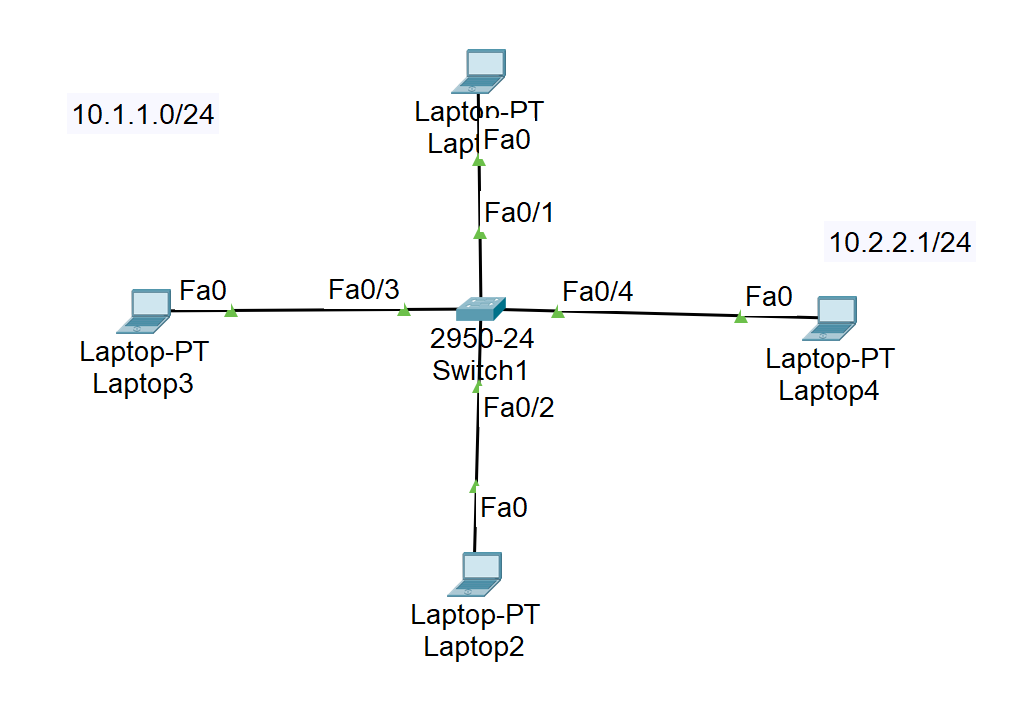 Laptop-PT
Fa0
10.1.1.0/24
Fa0/1
10.2.2.1/24
Fa0
Fa0/3
Fa0/4
Fa0
Laptop-PT
Laptop3
2950-24
Switch1
Laptop-PT
Laptop4
Fa0/2
Fa0
Laptop-PT
Laptop2